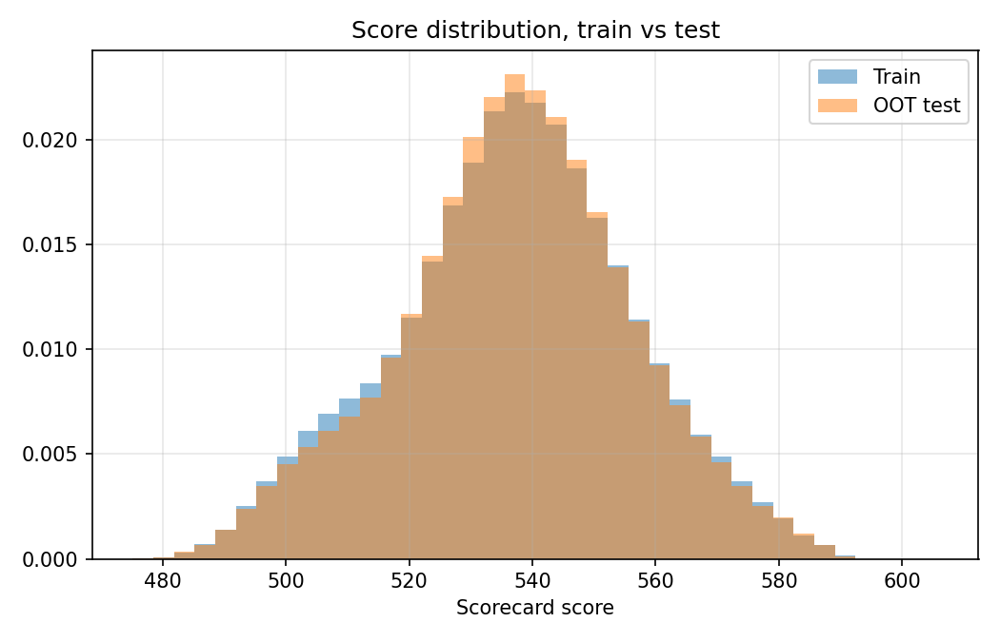 Score distribution, train vs test
Train
OOT test
0.020
0.015
0.010
0.005
0.000
480 500 520 540 560 580 600
Scorecard score